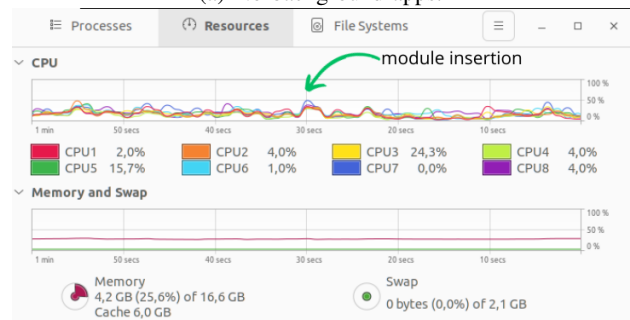 Processes Resources File Systems
module insertion
CPU
100 %
50 %
0 %
1 min 50 secs 40 secs 30 secs 20 secs 10 secs
CPU1 2,0% CPU2 4,0% CPU3 24,3% CPU4 4,0%
CPU5 15,7% CPU6 1,0% CPU7 0,0% CPU8 4,0%
Memory and Swap
100 %
50 %
0 %
1 min 50 secs 40 secs 30 secs 20 secs 10 secs
Memory
4,2 GB (25,6%) of 16,6 GB
Cache 6,0 GB
Swap
0 bytes (0,0%) of 2,1 GB